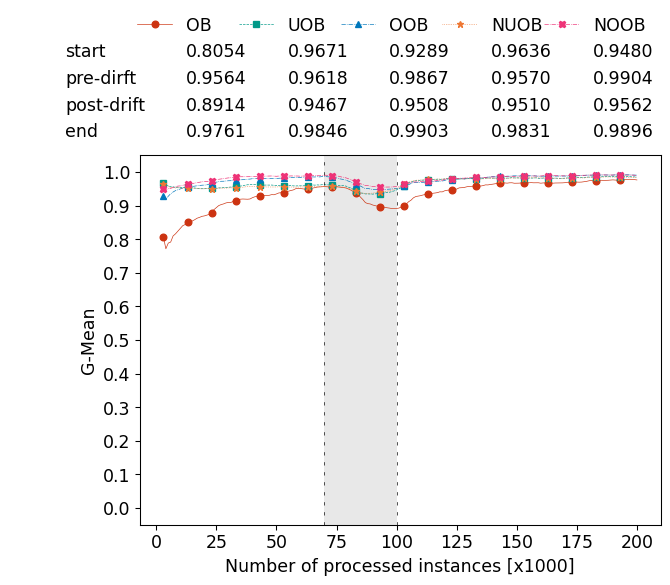 OB UOB OOB NUOB NOOB
start 0.8054 0.9671 0.9289 0.9636 0.9480
pre-dirft 0.9564 0.9618 0.9867 0.9570 0.9904
post-drift 0.8914 0.9467 0.9508 0.9510 0.9562
end 0.9761 0.9846 0.9903 0.9831 0.9896
1.0
0.9
0.8
0.7
0.6
0.5
0.4
0.3
0.2
0.1
0.0
G-Mean
0 25 50 75 100 125 150 175 200
Number of processed instances [x1000]